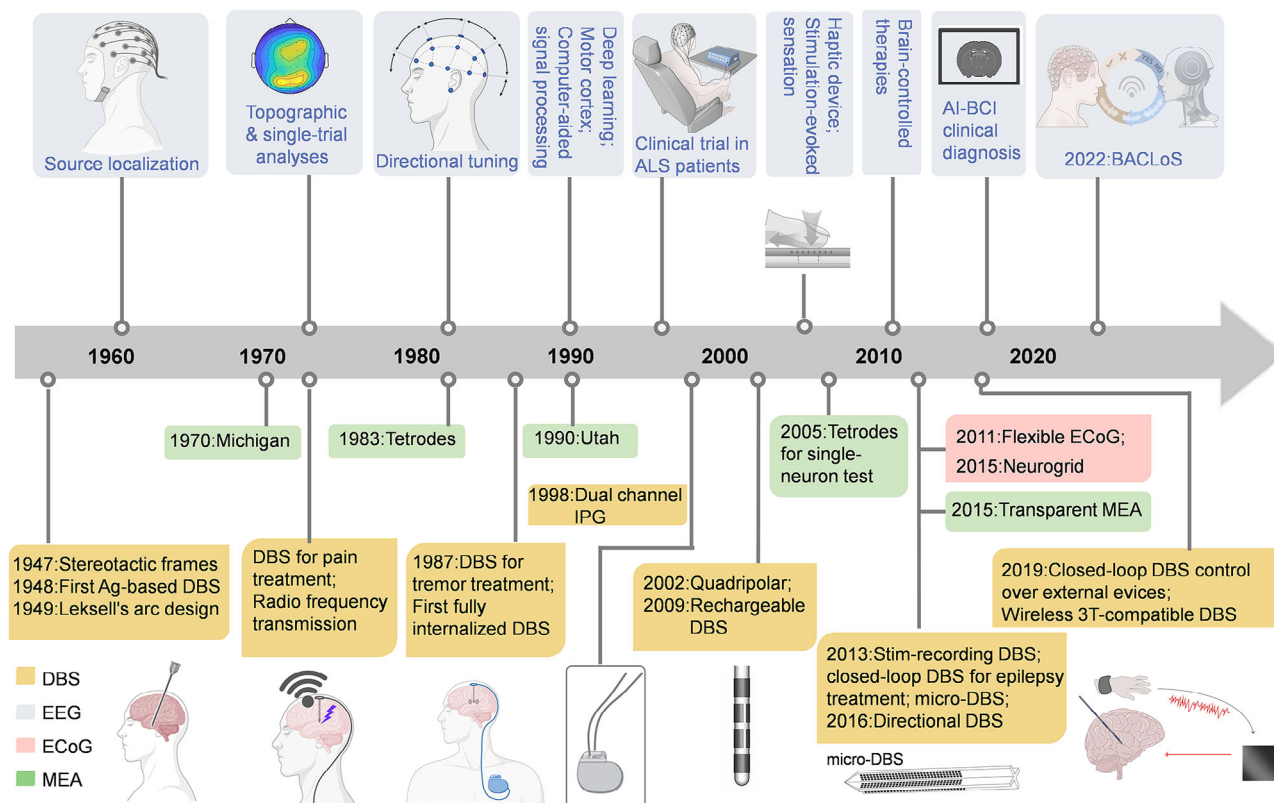 Source localization
Topographic
& single-trial
analyses
Directional tuning
Deep learning;
Motor cortex;
Computer-aided
signal processing
Clinical trial in
ALS patients
Haptic device;
Stimulation-evoked
sensation
Brain-controlled
therapies
AI-BCI
clinical
diagnosis
YES NO
2022:BACLoS
1960
1970
1980
1990
2000
2010
2020
1970:Michigan
1983:Tetrodes
1990:Utah
2005:Tetrodes
for single-
neuron test
2011:Flexible ECoG;
2015:Neurogrid
2015:Transparent MEA
1998:Dual channel
IPG
1947:Stereotactic frames
1948:First Ag-based DBS
1949:Leksell's arc design
DBS for pain
treatment;
Radio frequency
transmission
1987:DBS for
tremor treatment;
First fully
internalized DBS
2002:Quadripolar;
2009:Rechargeable
DBS
2013:Stim-recording DBS;
closed-loop DBS for epilepsy
treatment; micro-DBS;
2016:Directional DBS
2019:Closed-loop DBS control
over external evices;
Wireless 3T-compatible DBS
DBS
EEG
ECoG
MEA
micro-DBS